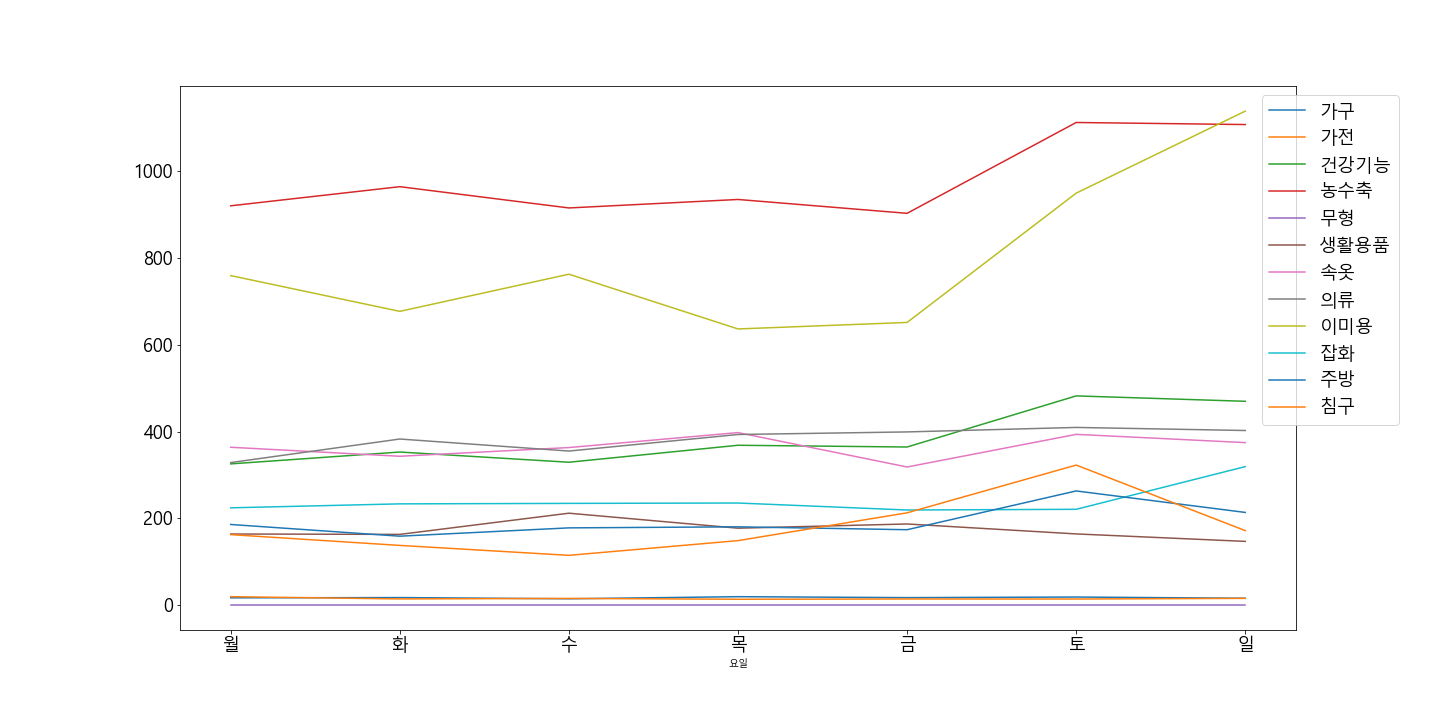 1000
800
600
400
200
0
월 화 수 목 금 토 일
요일
가구
가전
건강기능
농수축
무형
생활용품
속옷
의류
이미용
잡화
주방
침구